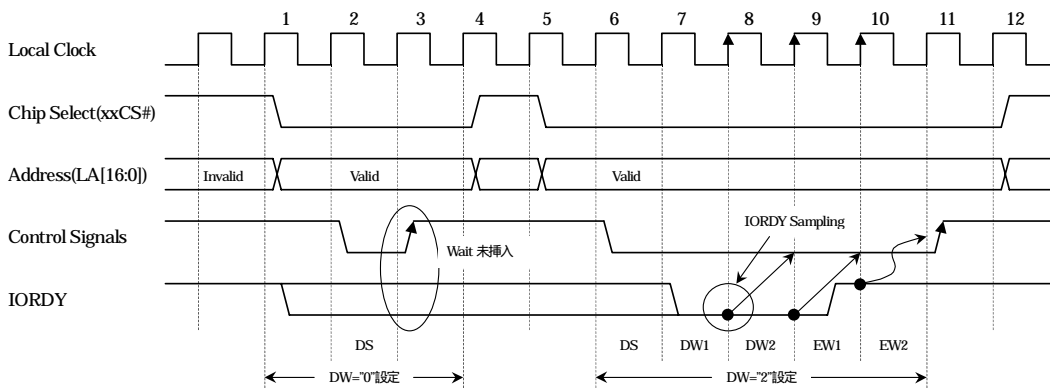 1 2 3 4 5 6 7 8 9 10 11 12
Local Clock
Chip Select(xxCS#)
Address(LA[16:0])
Invalid Valid Valid
IORDY Sampling
Control Signals
Wait 未挿入
IORDY
DS DS DW1 DW2 EW1 EW2
DW="0"設定 DW="2"設定